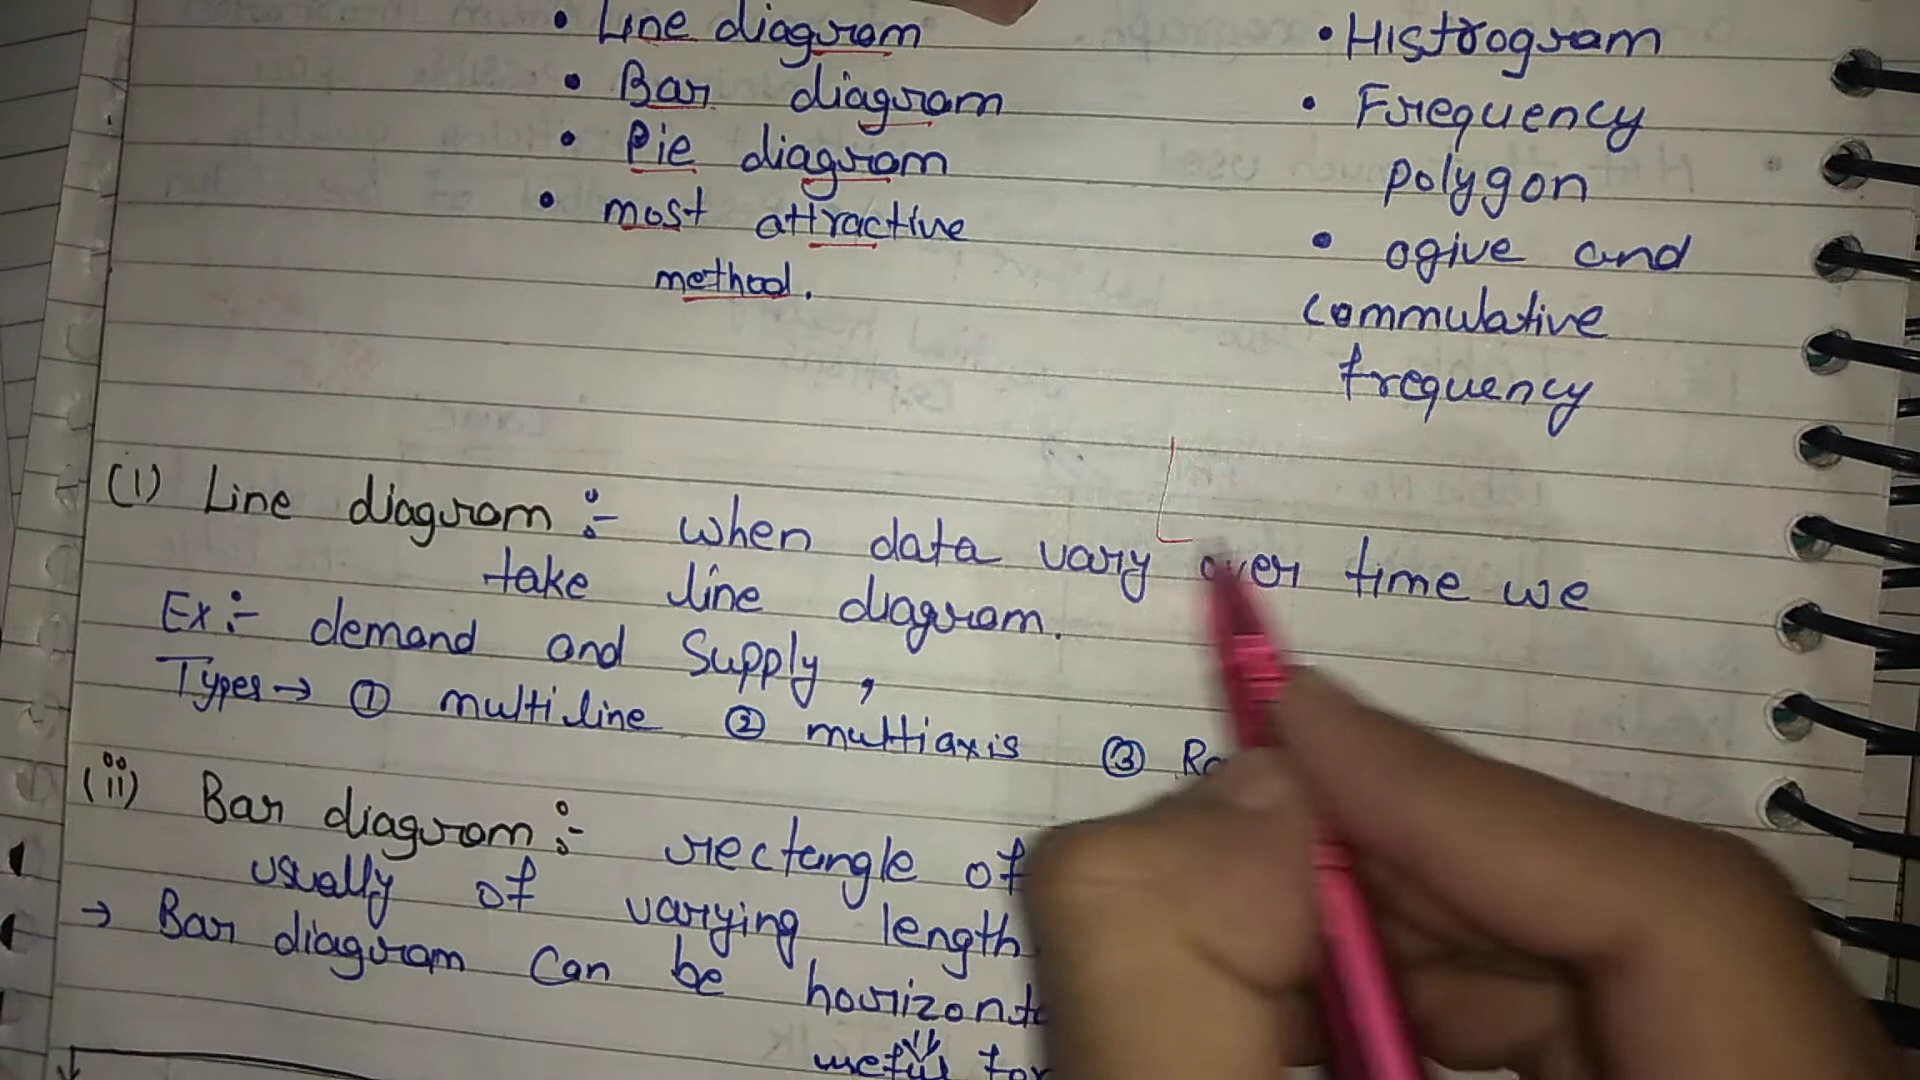 • Line diagram
• Bar diagram
• Pie diagram
• most attractive
method.
• Histrogram
• Frequency
polygon
• ogive and
commulative
frequency
(i) Line diagram :- when data vary over time we
take line diagram.
Ex :- demand and Supply,
Types → ① multiline ② multiaxis ③
(ii) Bar diagram :- rectangle of
usually of varying length
→ Bar diagram can be
useful for